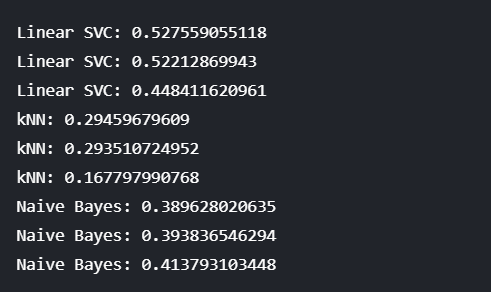 Linear SVC: 0.527559055118
Linear SVC: 0.52212869943
Linear SVC: 0.448411620961
kNN: 0.29459679609
kNN: 0.293510724952
kNN: 0.167797990768
Naive Bayes: 0.389628020635
Naive Bayes: 0.393836546294
Naive Bayes: 0.413793103448